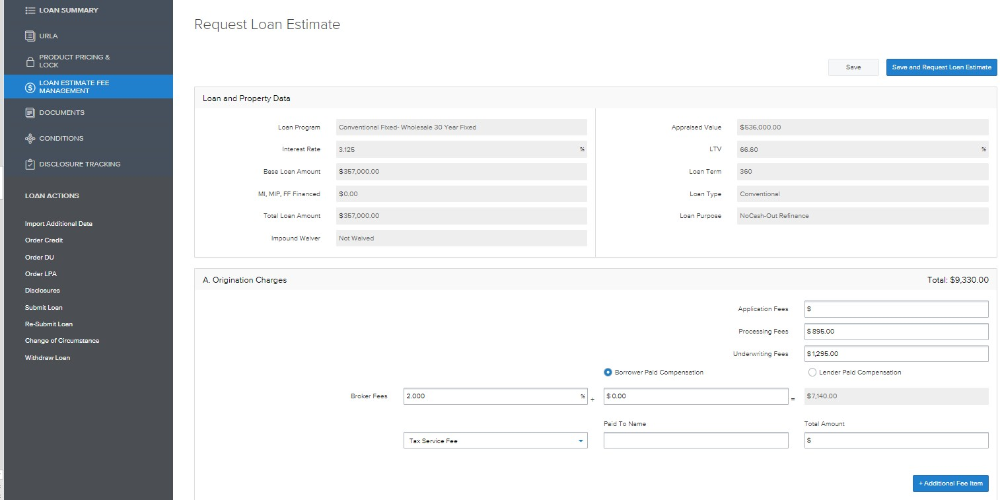 LOAN SUMMARY
URLA
PRODUCT PRICING &
LOCK
LOAN ESTIMATE FEE
MANAGEMENT
DOCUMENTS
CONDITIONS
DISCLOSURE TRACKING
LOAN ACTIONS
Import Additional Data
Order Credit
Order DU
Order LPA
Disclosures
Submit Loan
Re-Submit Loan
Change of Circumstance
Withdraw Loan
Request Loan Estimate
Save
Save and Request Loan Estimate
Loan and Property Data
Loan Program Conventional Fixed- Wholesale 30 Year Fixed
Interest Rate 3.125 %
Base Loan Amount $357,000.00
MI, MIP, FF Financed $0.00
Total Loan Amount $357,000.00
Impound Waiver Not Waived
Appraised Value $536,000.00
LTV 66.60 %
Loan Term 360
Loan Type Conventional
Loan Purpose NoCash-Out Refinance
A. Origination Charges Total: $9,330.00
Application Fees $
Processing Fees $895.00
Underwriting Fees $1,295.00
Borrower Paid Compensation Lender Paid Compensation
Broker Fees 2.000 % + $0.00 = $7,140.00
Paid To Name Total Amount
Tax Service Fee $
+ Additional Fee Item